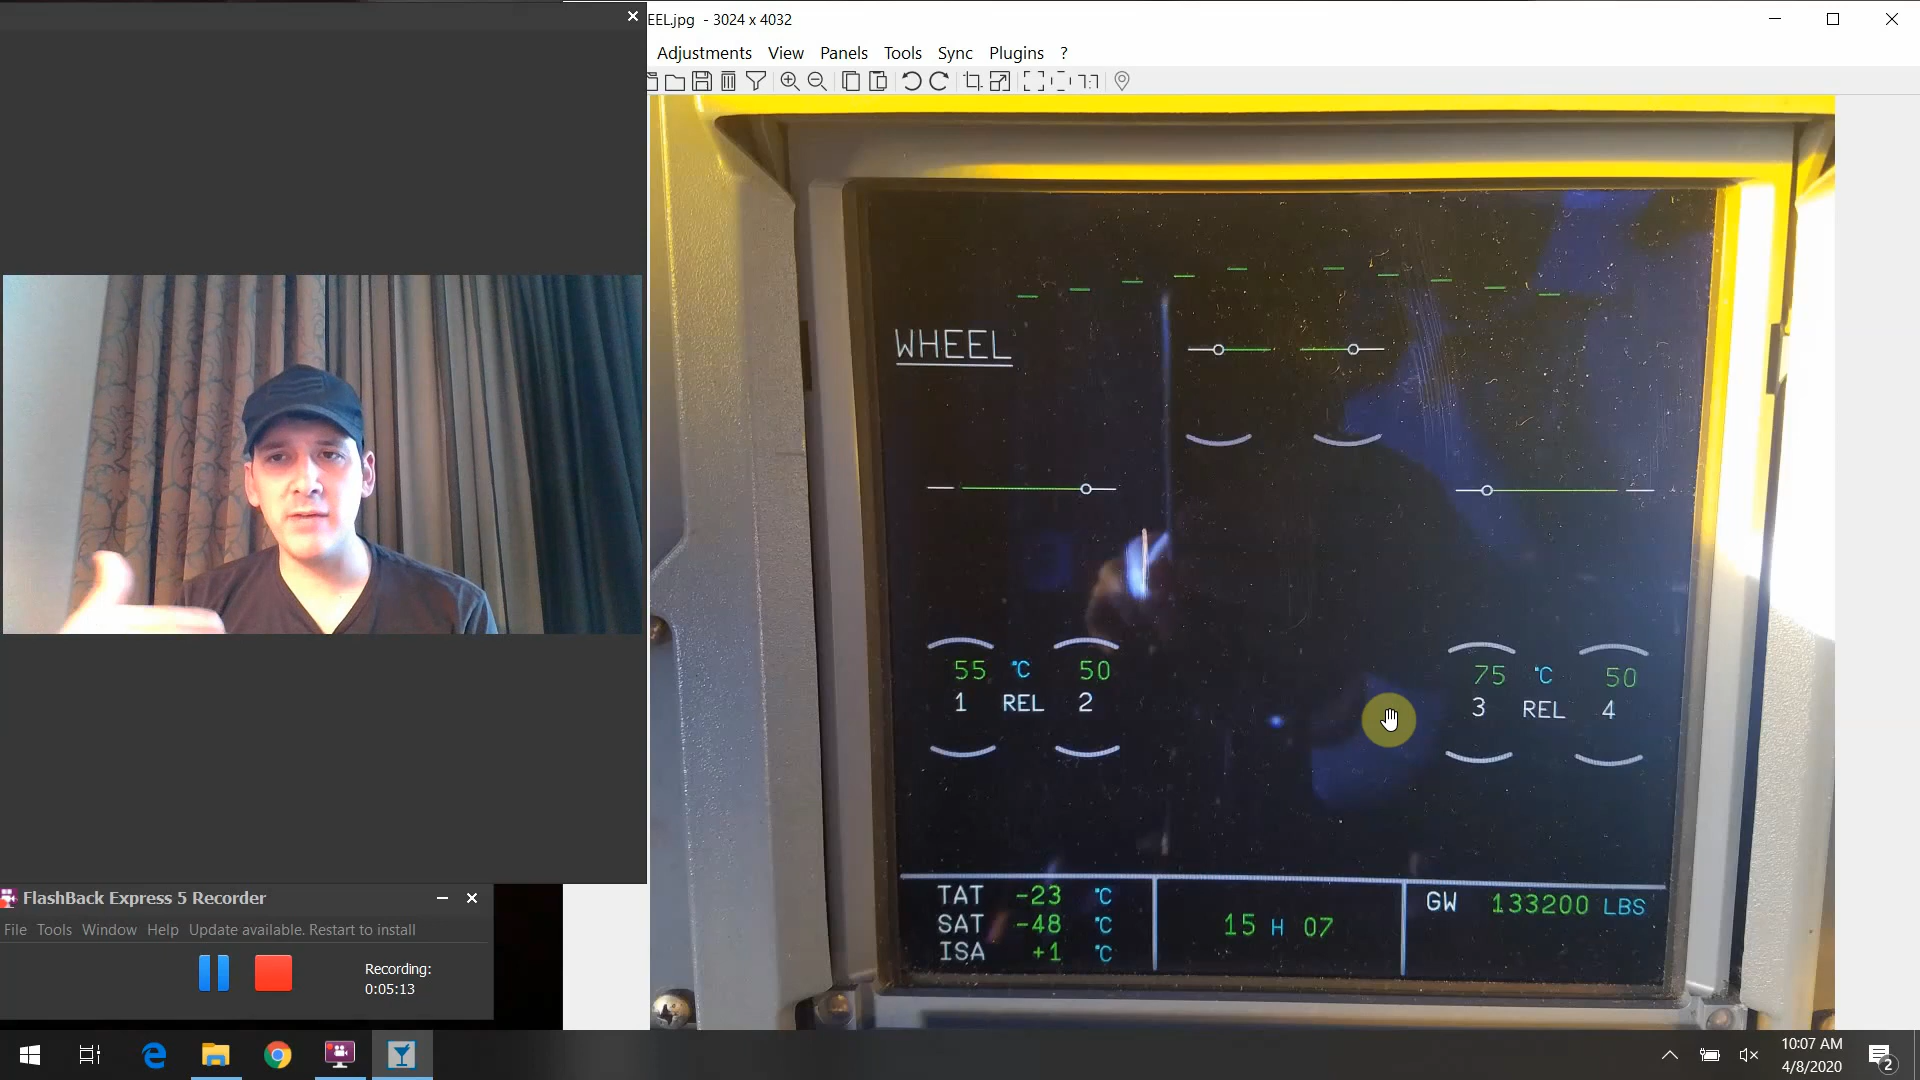 EEL.jpg - 3024 x 4032
Adjustments View Panels Tools Sync Plugins ?
WHEEL
55 °C 50
1 REL 2
75 °C 50
3 REL 4
TAT -23 °C
SAT -48 °C
ISA +1 °C
15 H 07
GW 133200 LBS
FlashBack Express 5 Recorder
File Tools Window Help Update available. Restart to install
Recording:
0:05:13
10:07 AM
4/8/2020
2